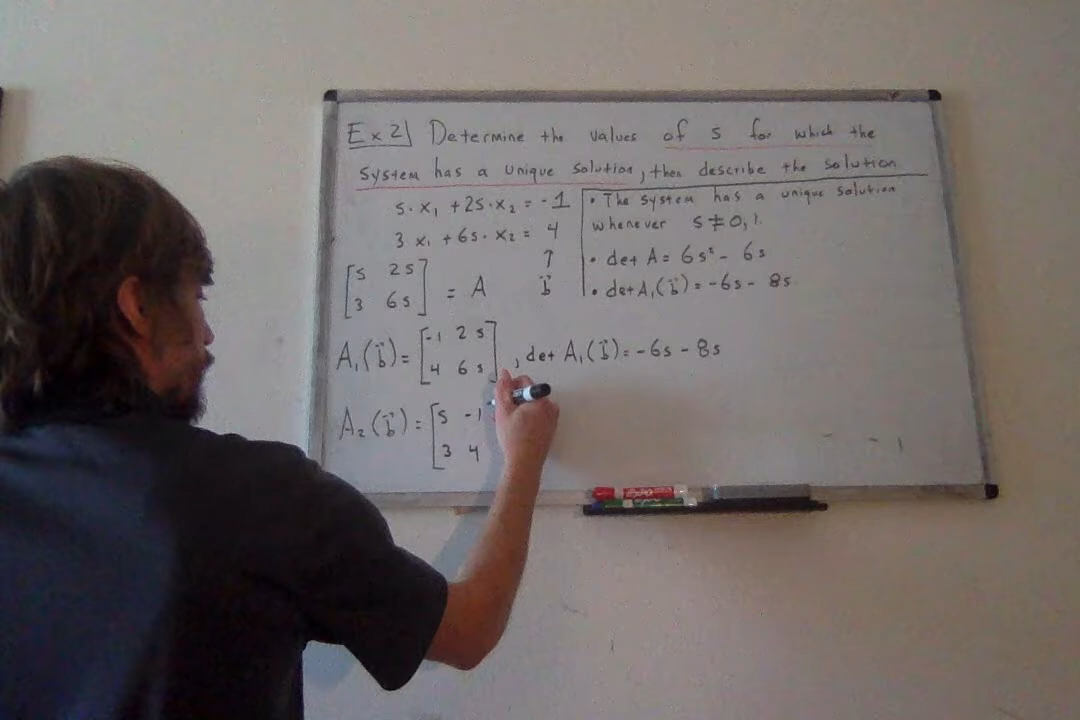 Ex 2] Determine the values of s for which the
system has a unique solution, then describe the solution
s·x₁ + 2s·x₂ = -1
3x₁ + 6s·x₂ = 4
↑
b⃗
[s 2s
3 6s] = A
• The system has a unique solution
whenever s ≠ 0, 1.
• det A = 6s² - 6s
• det A₁(b⃗) = -6s - 8s
A₁(b⃗) = [-1 2s
4 6s], det A₁(b⃗) = -6s - 8s
A₂(b⃗) = [s -1
3 4